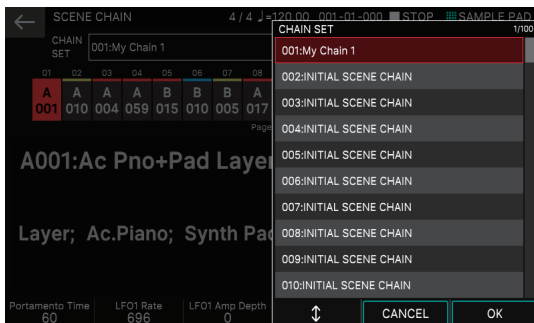 SCENE CHAIN 4 / 4 ♩=120.00 001-01-000 STOP SAMPLE PAD
CHAIN SET 001:My Chain 1
01 02 03 04 05 06 07 08
A A A A B B B A
001 010 004 059 015 010 005 017
Page
A001:Ac Pno+Pad Layer
Layer; Ac.Piano; Synth Pad
Portamento Time LFO1 Rate LFO1 Amp Depth
60 696 0
CHAIN SET 1/100
001:My Chain 1
002:INITIAL SCENE CHAIN
003:INITIAL SCENE CHAIN
004:INITIAL SCENE CHAIN
005:INITIAL SCENE CHAIN
006:INITIAL SCENE CHAIN
007:INITIAL SCENE CHAIN
008:INITIAL SCENE CHAIN
009:INITIAL SCENE CHAIN
010:INITIAL SCENE CHAIN
CANCEL OK